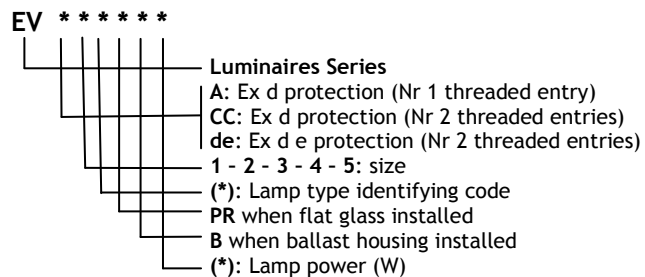 EV * * * * * *
Luminaires Series
A: Ex d protection (Nr 1 threaded entry)
CC: Ex d protection (Nr 2 threaded entries)
de: Ex d e protection (Nr 2 threaded entries)
1 - 2 - 3 - 4 - 5: size
(*): Lamp type identifying code
PR when flat glass installed
B when ballast housing installed
(*): Lamp power (W)